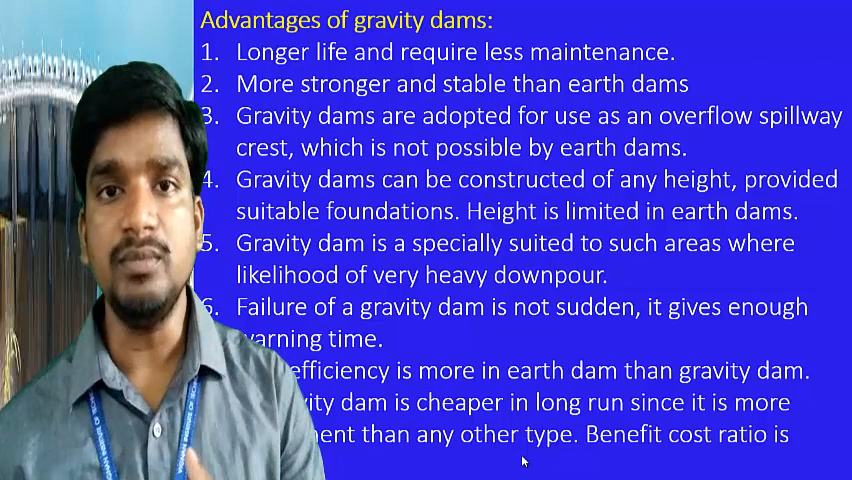 Advantages of gravity dams:
1. Longer life and require less maintenance.
2. More stronger and stable than earth dams
3. Gravity dams are adopted for use as an overflow spillway
crest, which is not possible by earth dams.
4. Gravity dams can be constructed of any height, provided
suitable foundations. Height is limited in earth dams.
5. Gravity dam is a specially suited to such areas where
likelihood of very heavy downpour.
6. Failure of a gravity dam is not sudden, it gives enough
warning time.
efficiency is more in earth dam than gravity dam.
dam is cheaper in long run since it is more
than any other type. Benefit cost ratio is